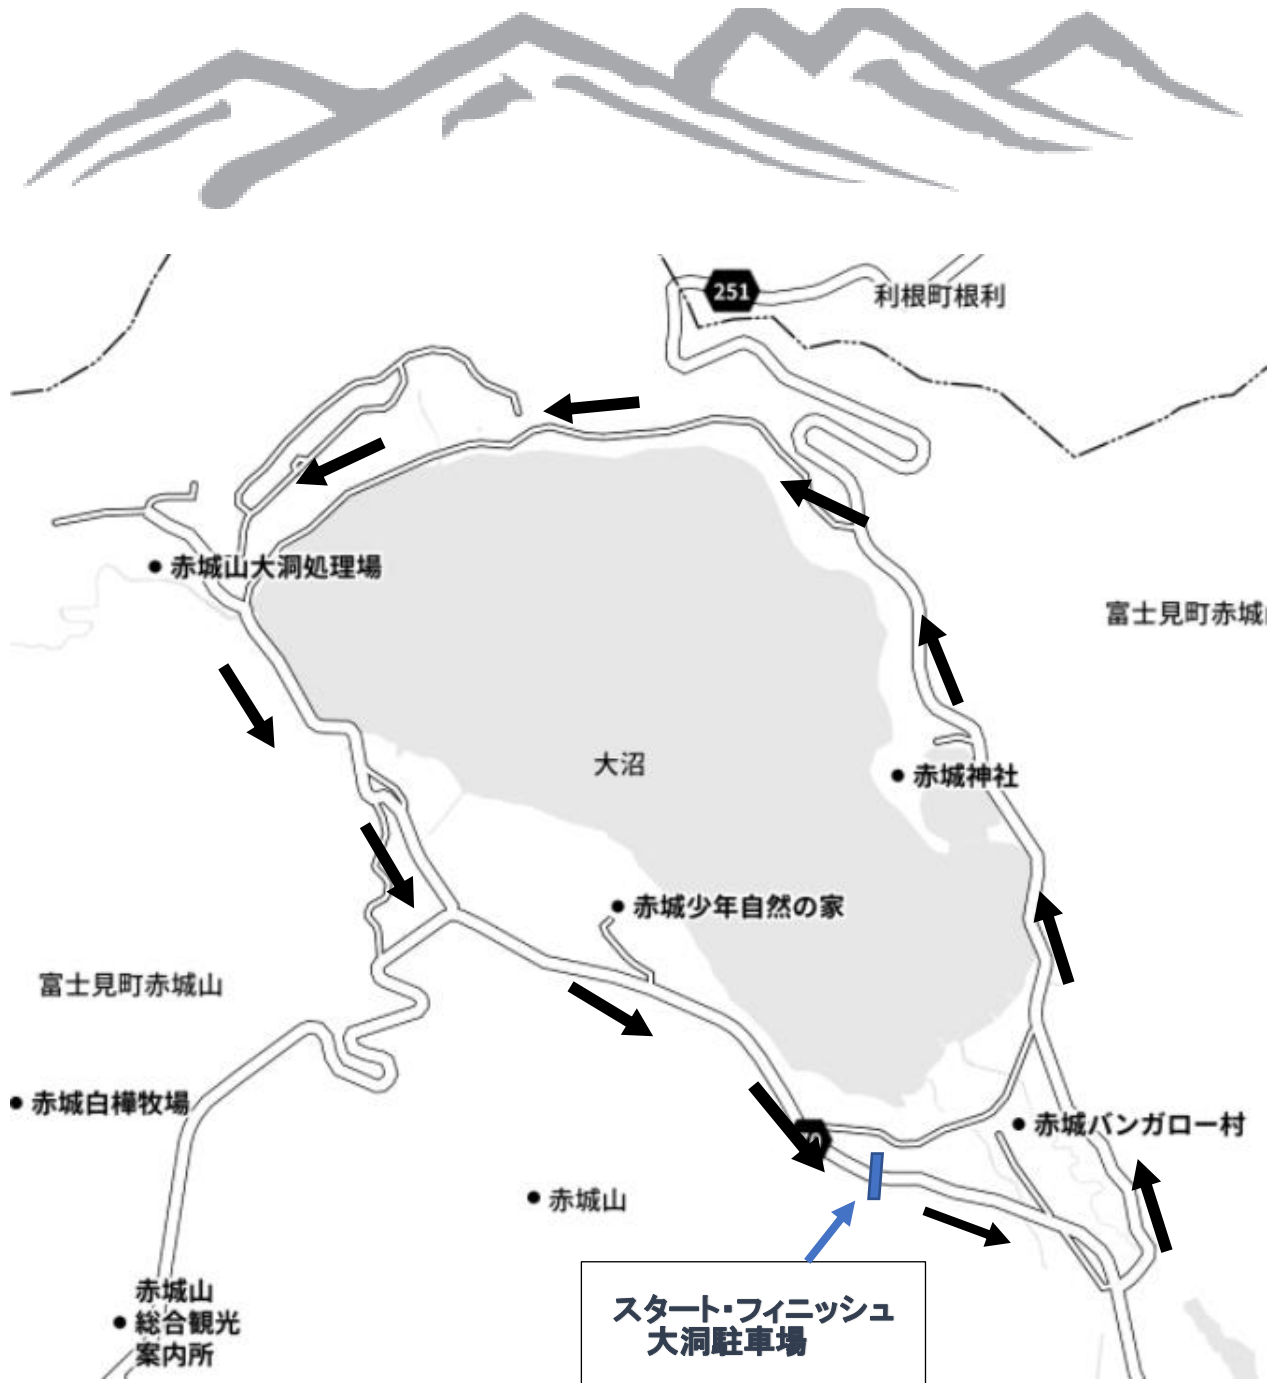 251
利根町根利
赤城山大洞処理場
富士見町赤城山
大沼
赤城神社
赤城少年自然の家
富士見町赤城山
赤城白樺牧場
赤城バンガロー村
赤城山
赤城山
総合観光
案内所
スタート・フィニッシュ
大洞駐車場